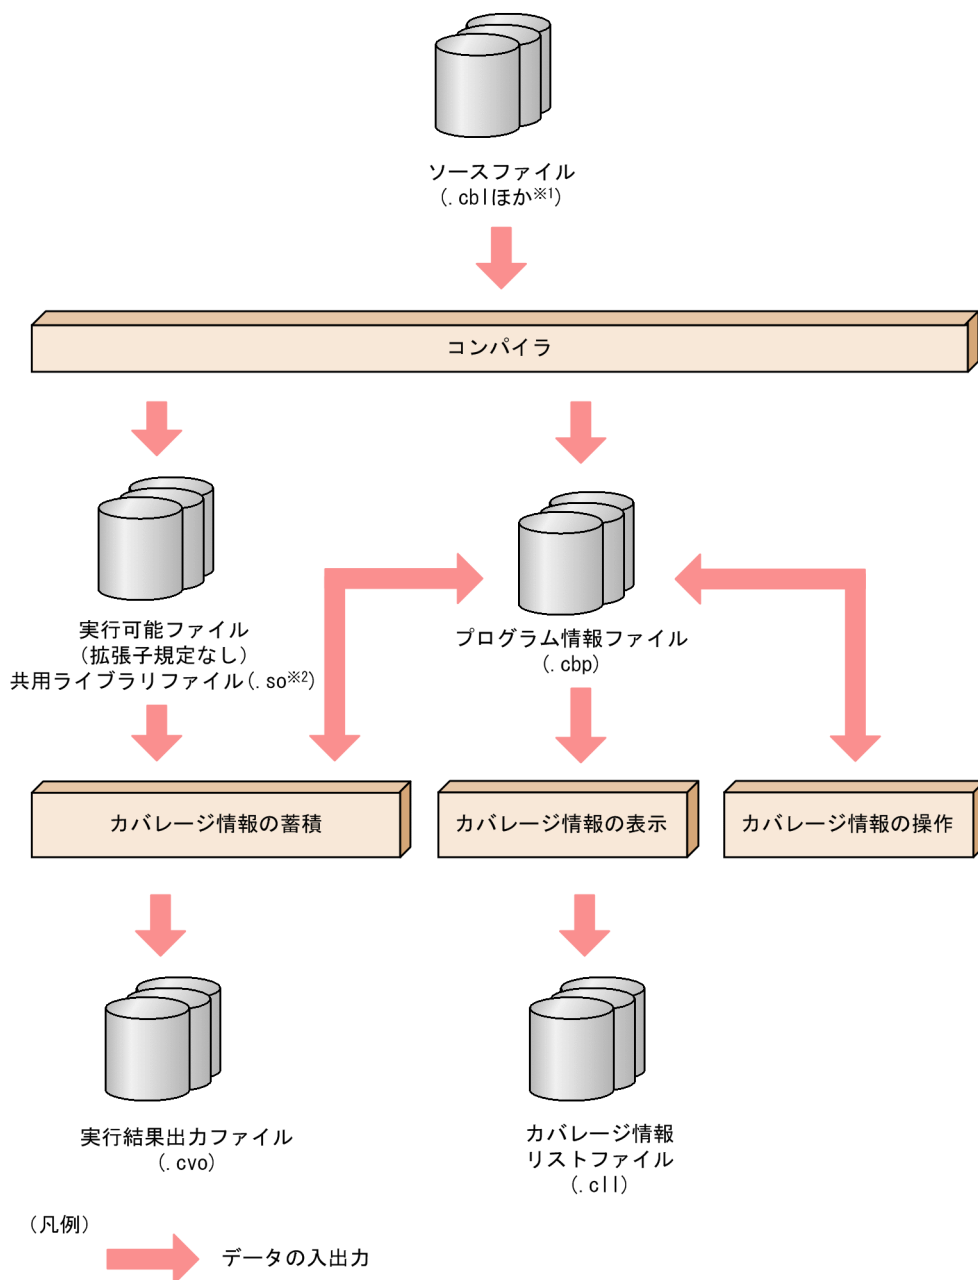 ソースファイル
(.cblほか※1)
コンパイラ
実行可能ファイル
(拡張子規定なし)
共用ライブラリファイル(.so※2)
プログラム情報ファイル
(.cbp)
カバレージ情報の蓄積
カバレージ情報の表示
カバレージ情報の操作
実行結果出力ファイル
(.cvo)
カバレージ情報
リストファイル
(.cll)
(凡例)
データの入出力